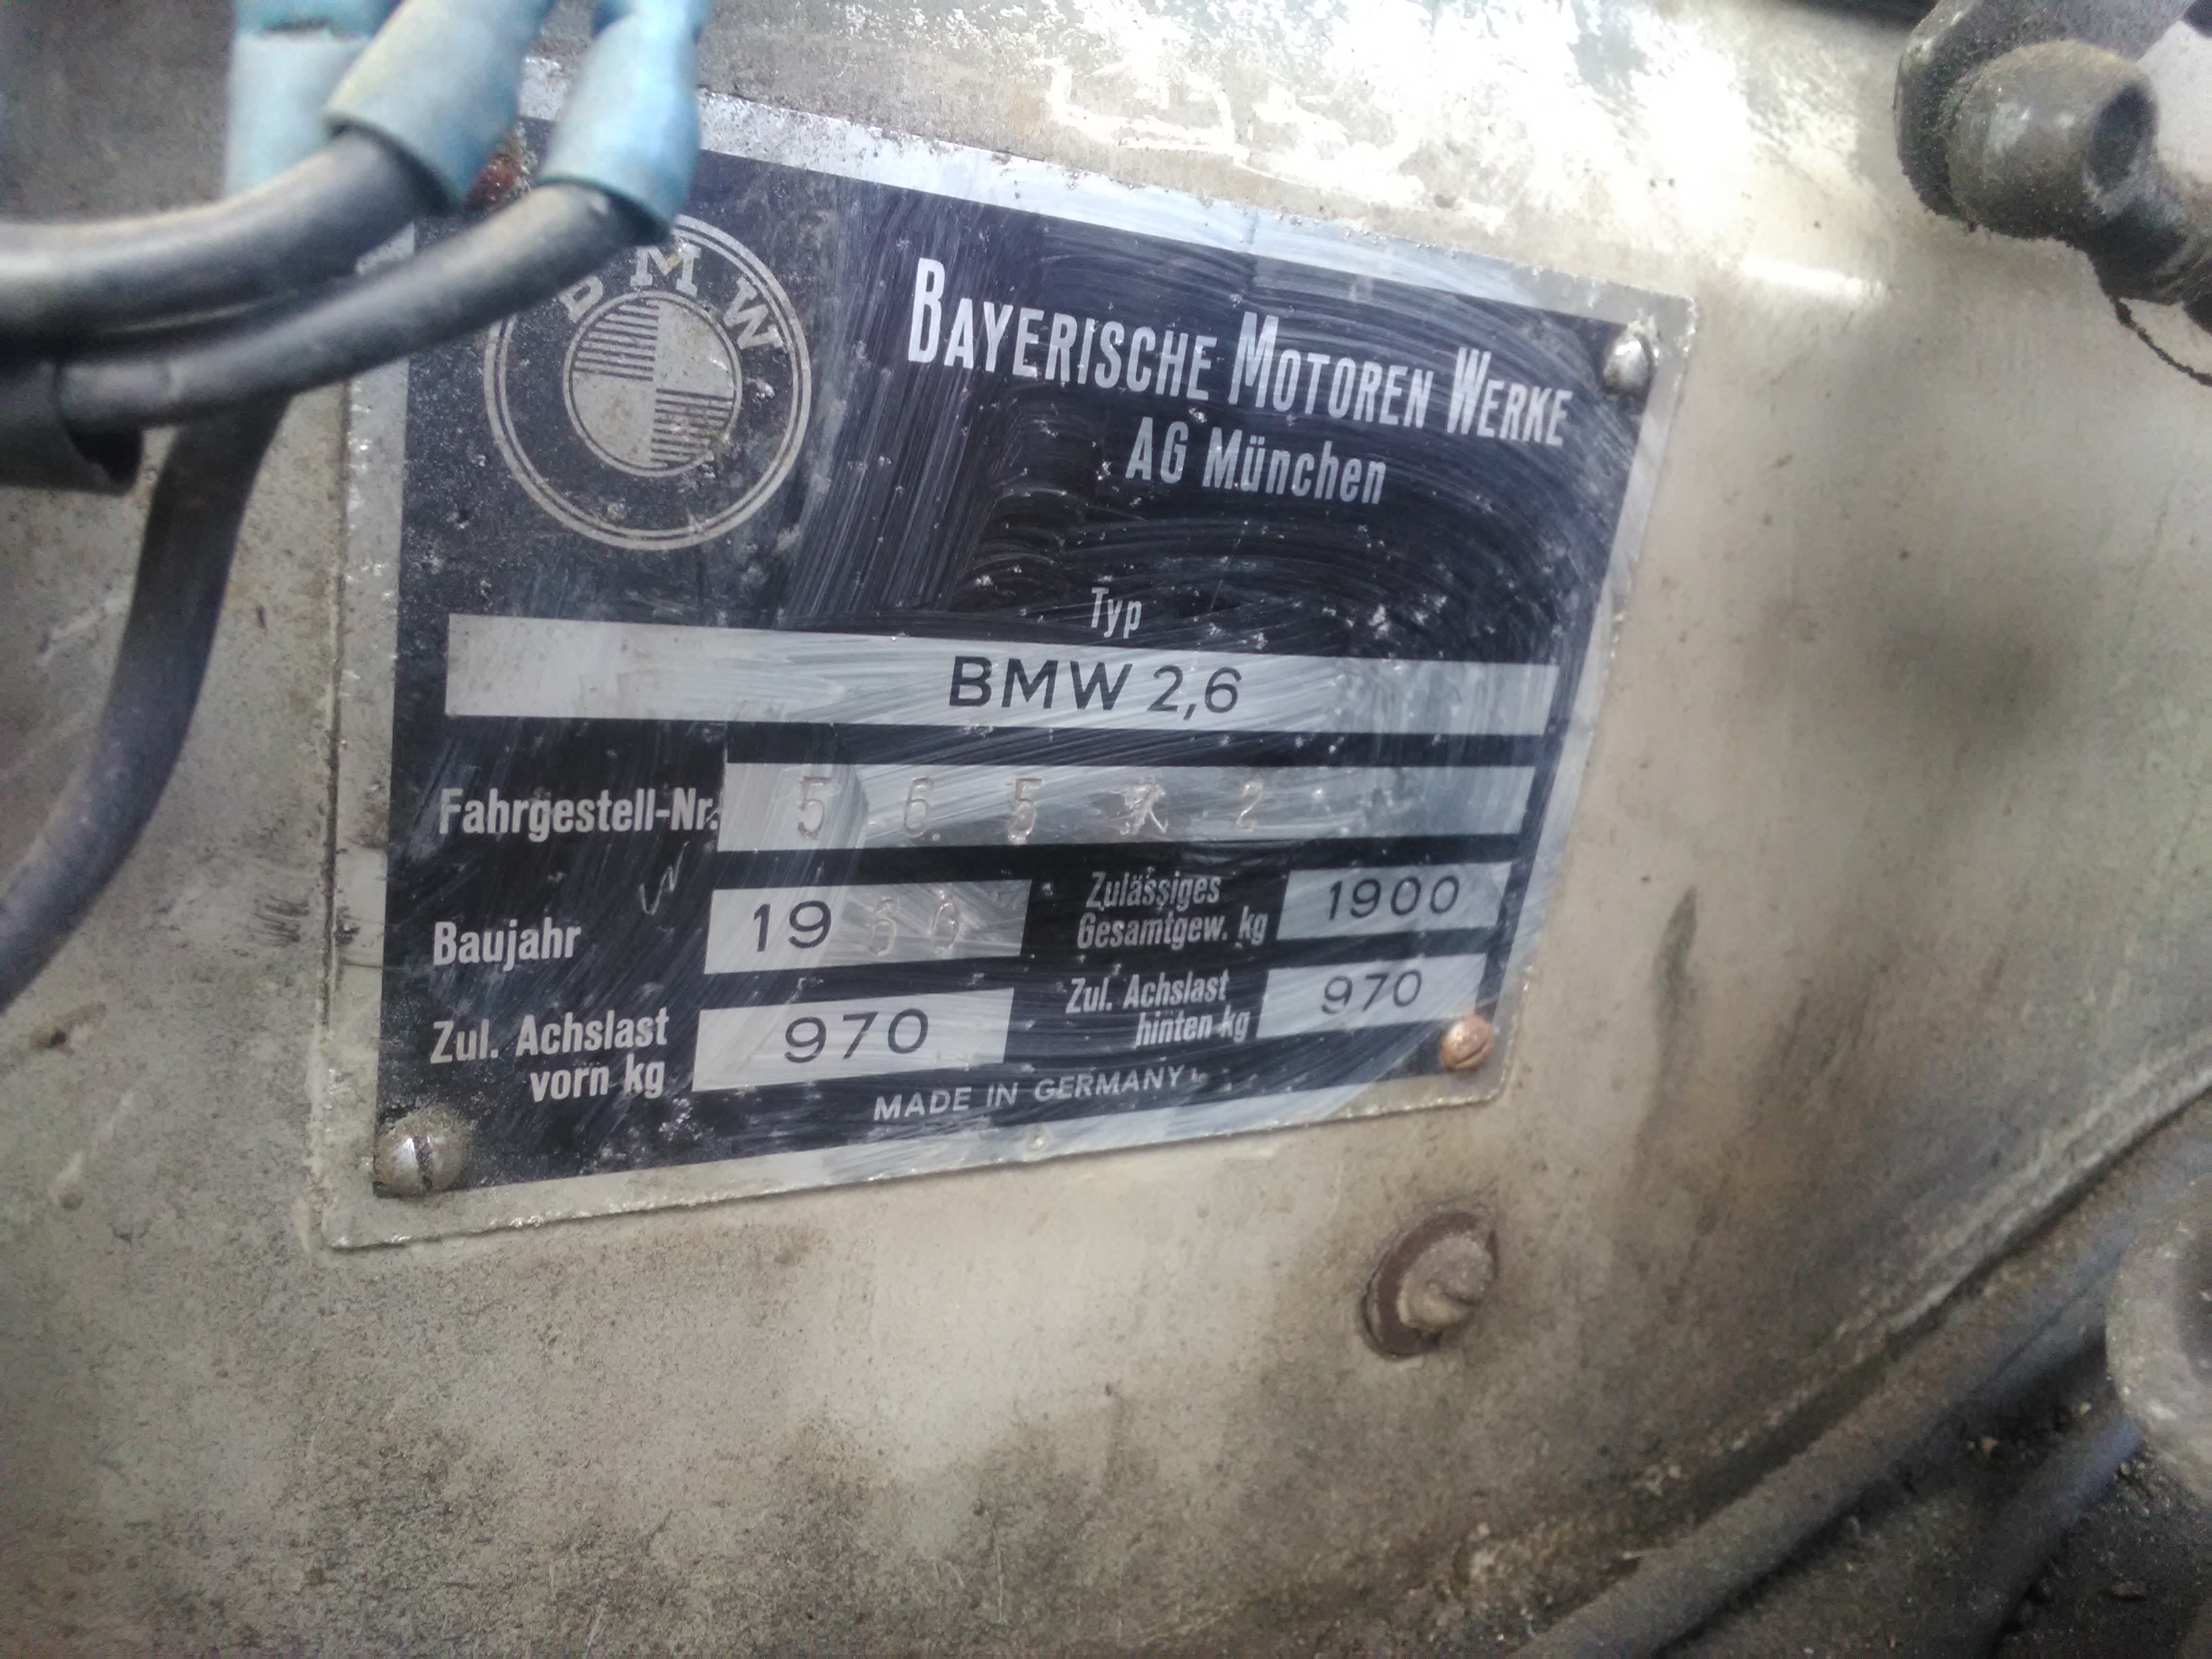 BMW
BAYERISCHE MOTOREN WERKE
AG München
Typ
BMW 2,6
Fahrgestell-Nr.
Baujahr 1960
Zulässiges
Gesamtgew. kg 1900
Zul. Achslast
vorn kg 970
Zul. Achslast
hinten kg 970
MADE IN GERMANY